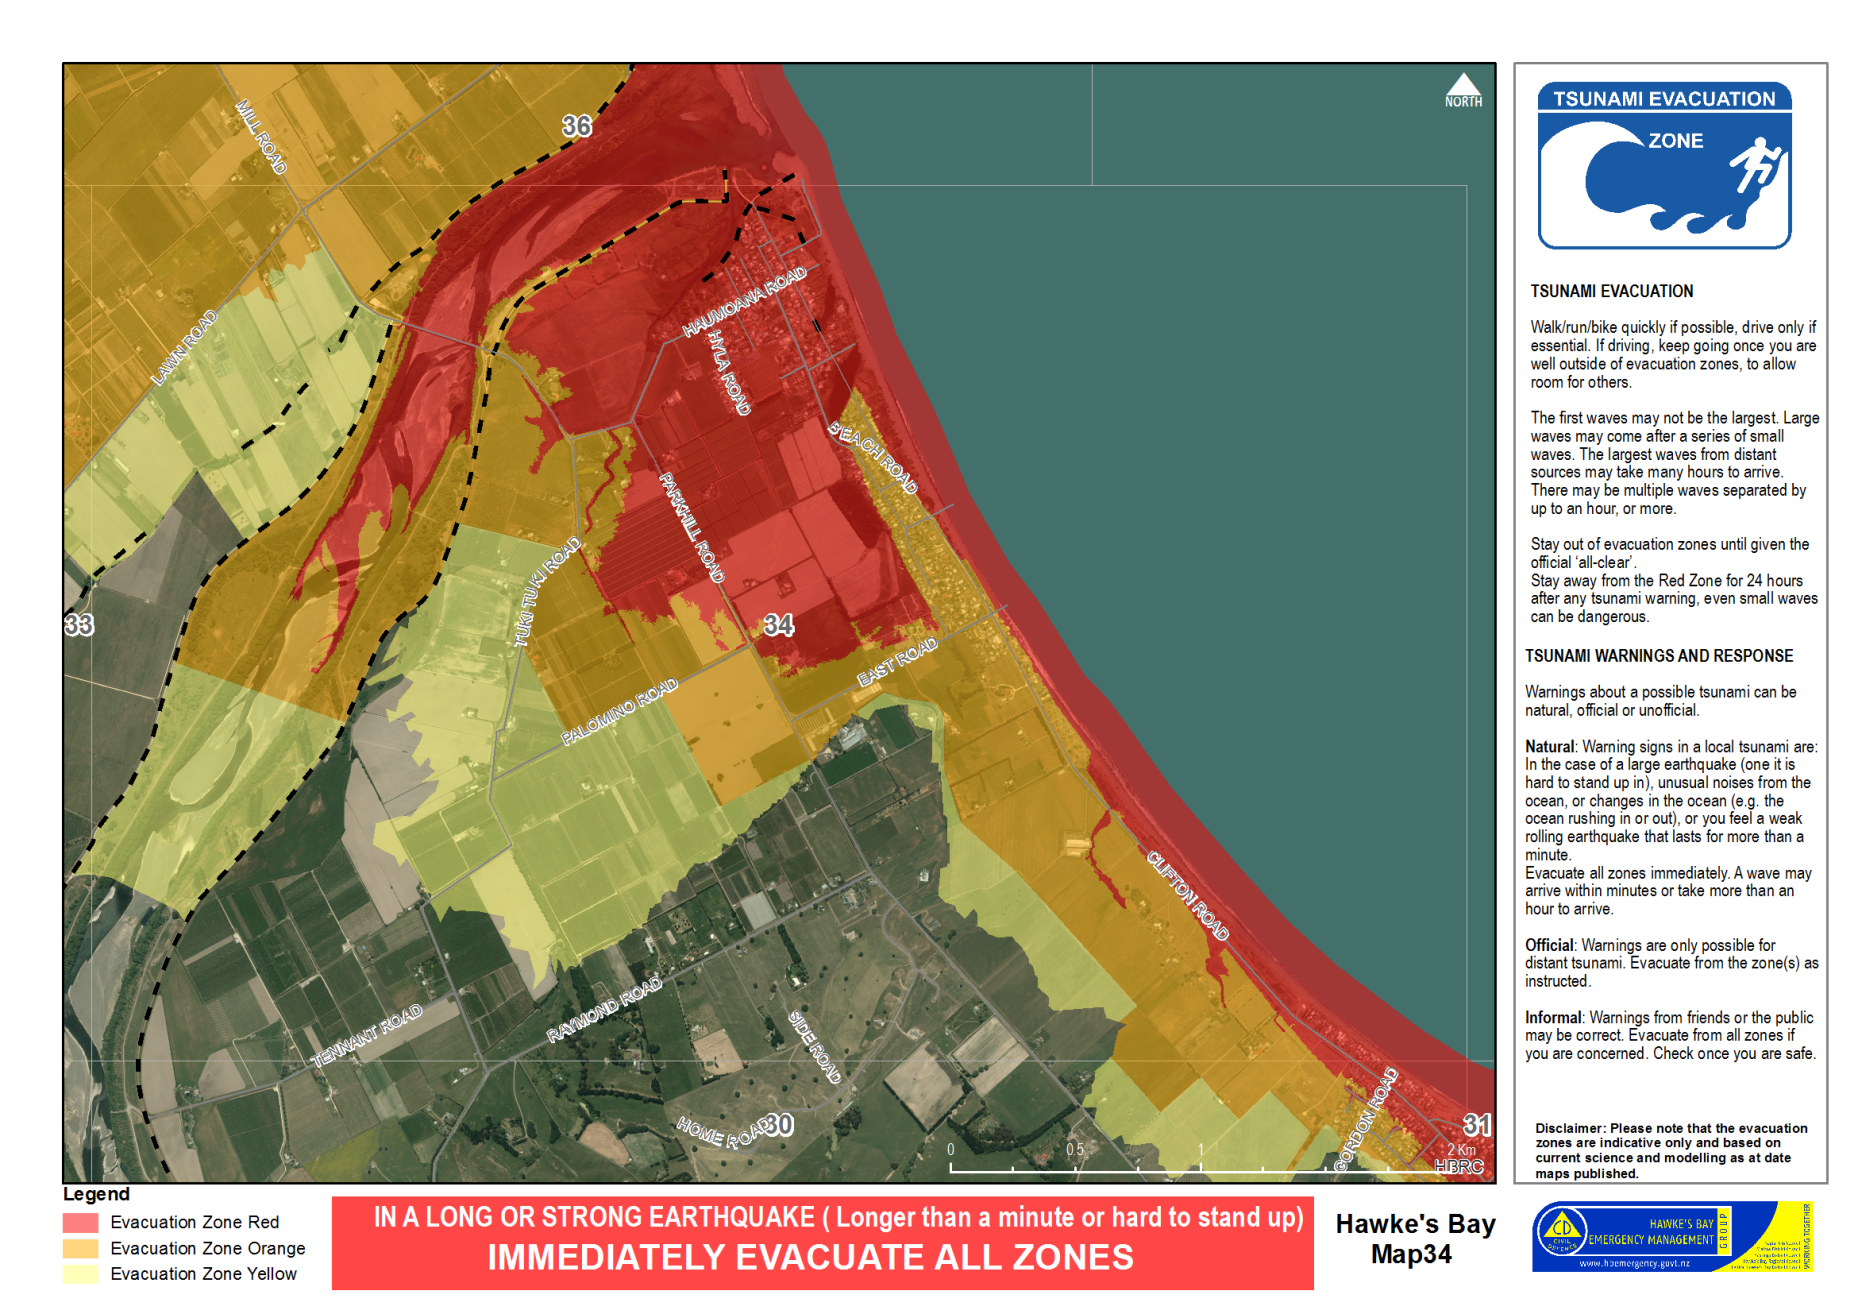 MILL ROAD
36
NORTH
LAWN ROAD
HAUMOANA ROAD
HYLA ROAD
BEACH ROAD
PARKHILL ROAD
TUKI TUKI ROAD
33
34
EAST ROAD
PALOMINO ROAD
CLIFTON ROAD
RAYMOND ROAD
TENNANT ROAD
SIDE ROAD
HOME ROAD
30
GORDON ROAD
31
0 0.5 1 2 Km
HBRC
TSUNAMI EVACUATION
ZONE
TSUNAMI EVACUATION
Walk/run/bike quickly if possible, drive only if
essential. If driving, keep going once you are
well outside of evacuation zones, to allow
room for others.
The first waves may not be the largest. Large
waves may come after a series of small
waves. The largest waves from distant
sources may take many hours to arrive.
There may be multiple waves separated by
up to an hour, or more.
Stay out of evacuation zones until given the
official ‘all-clear’.
Stay away from the Red Zone for 24 hours
after any tsunami warning, even small waves
can be dangerous.
TSUNAMI WARNINGS AND RESPONSE
Warnings about a possible tsunami can be
natural, official or unofficial.
Natural: Warning signs in a local tsunami are:
In the case of a large earthquake (one it is
hard to stand up in), unusual noises from the
ocean, or changes in the ocean (e.g. the
ocean rushing in or out), or you feel a weak
rolling earthquake that lasts for more than a
minute.
Evacuate all zones immediately. A wave may
arrive within minutes or take more than an
hour to arrive.
Official: Warnings are only possible for
distant tsunami. Evacuate from the zone(s) as
instructed.
Informal: Warnings from friends or the public
may be correct. Evacuate from all zones if
you are concerned. Check once you are safe.
Disclaimer: Please note that the evacuation
zones are indicative only and based on
current science and modelling as at date
maps published.
Legend
Evacuation Zone Red
Evacuation Zone Orange
Evacuation Zone Yellow
IN A LONG OR STRONG EARTHQUAKE ( Longer than a minute or hard to stand up)
IMMEDIATELY EVACUATE ALL ZONES
Hawke's Bay
Map34
CD
CIVIL
DEFENCE
HAWKE'S BAY
EMERGENCY MANAGEMENT
GROUP
www.hbemergency.govt.nz
WORKING TOGETHER